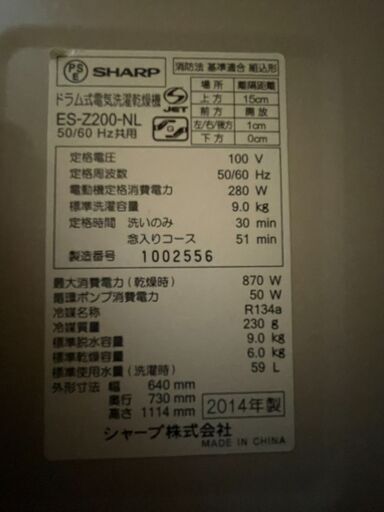 PS E SHARP
ドラム式電気洗濯乾燥機
S JET
ES-Z200-NL
50/60 Hz共用
消防法 基準適合 組込形
場所 離隔距離
上方 15cm
前方 開放
左/右/後方 1cm
下方 0cm
定格電圧 100 V
定格周波数 50/60 Hz
電動機定格消費電力 280 W
標準洗濯容量 9.0 kg
定格時間 洗いのみ 30 min
念入りコース 51 min
製造番号 1002556
最大消費電力(乾燥時) 870 W
循環ポンプ消費電力 50 W
冷媒名称 R134a
冷媒質量 230 g
標準脱水容量 9.0 kg
標準乾燥容量 6.0 kg
標準使用水量(洗濯時) 59 L
外形寸法 幅 640 mm
奥行 730 mm
高さ 1114 mm
2014年製
シャープ株式会社
MADE IN CHINA